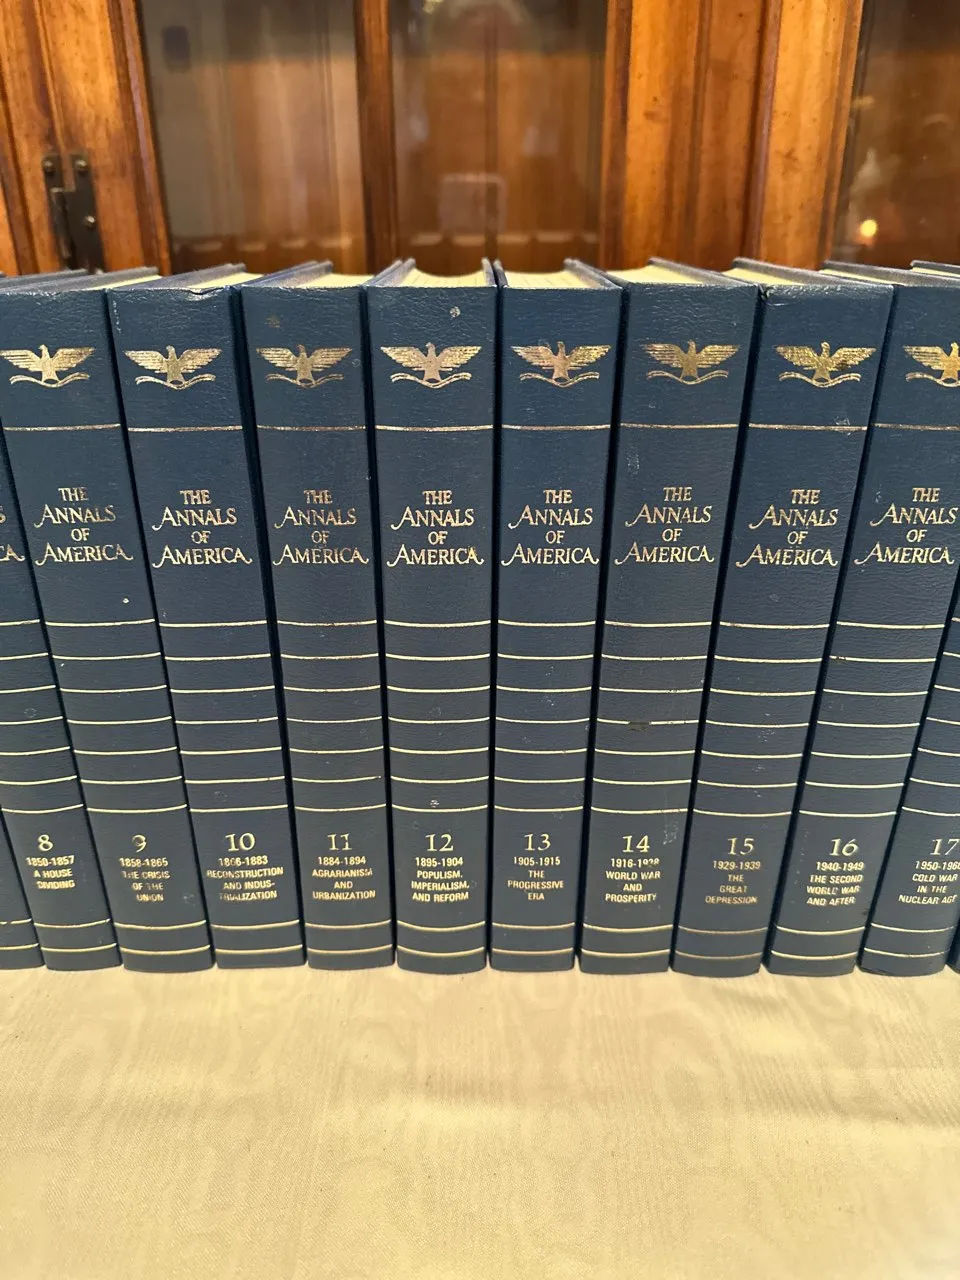 THE
ANNALS
OF
AMERICA
8
1850-1857
A HOUSE
DIVIDING
THE
ANNALS
OF
AMERICA
9
1858-1865
THE CRISIS
OF THE
UNION
THE
ANNALS
OF
AMERICA
10
1866-1883
RECONSTRUCTION
AND INDUS-
TRIALIZATION
THE
ANNALS
OF
AMERICA
11
1884-1894
AGRARIANISM
AND
URBANIZATION
THE
ANNALS
OF
AMERICA
12
1895-1904
POPULISM,
IMPERIALISM,
AND REFORM
THE
ANNALS
OF
AMERICA
13
1905-1915
THE
PROGRESSIVE
ERA
THE
ANNALS
OF
AMERICA
14
1916-1928
WORLD WAR
AND
PROSPERITY
THE
ANNALS
OF
AMERICA
15
1929-1939
THE
GREAT
DEPRESSION
THE
ANNALS
OF
AMERICA
16
1940-1949
THE SECOND
WORLD WAR
AND AFTER
THE
ANNALS
OF
AMERICA
17
1950-1960
COLD WAR
IN THE
NUCLEAR AGE